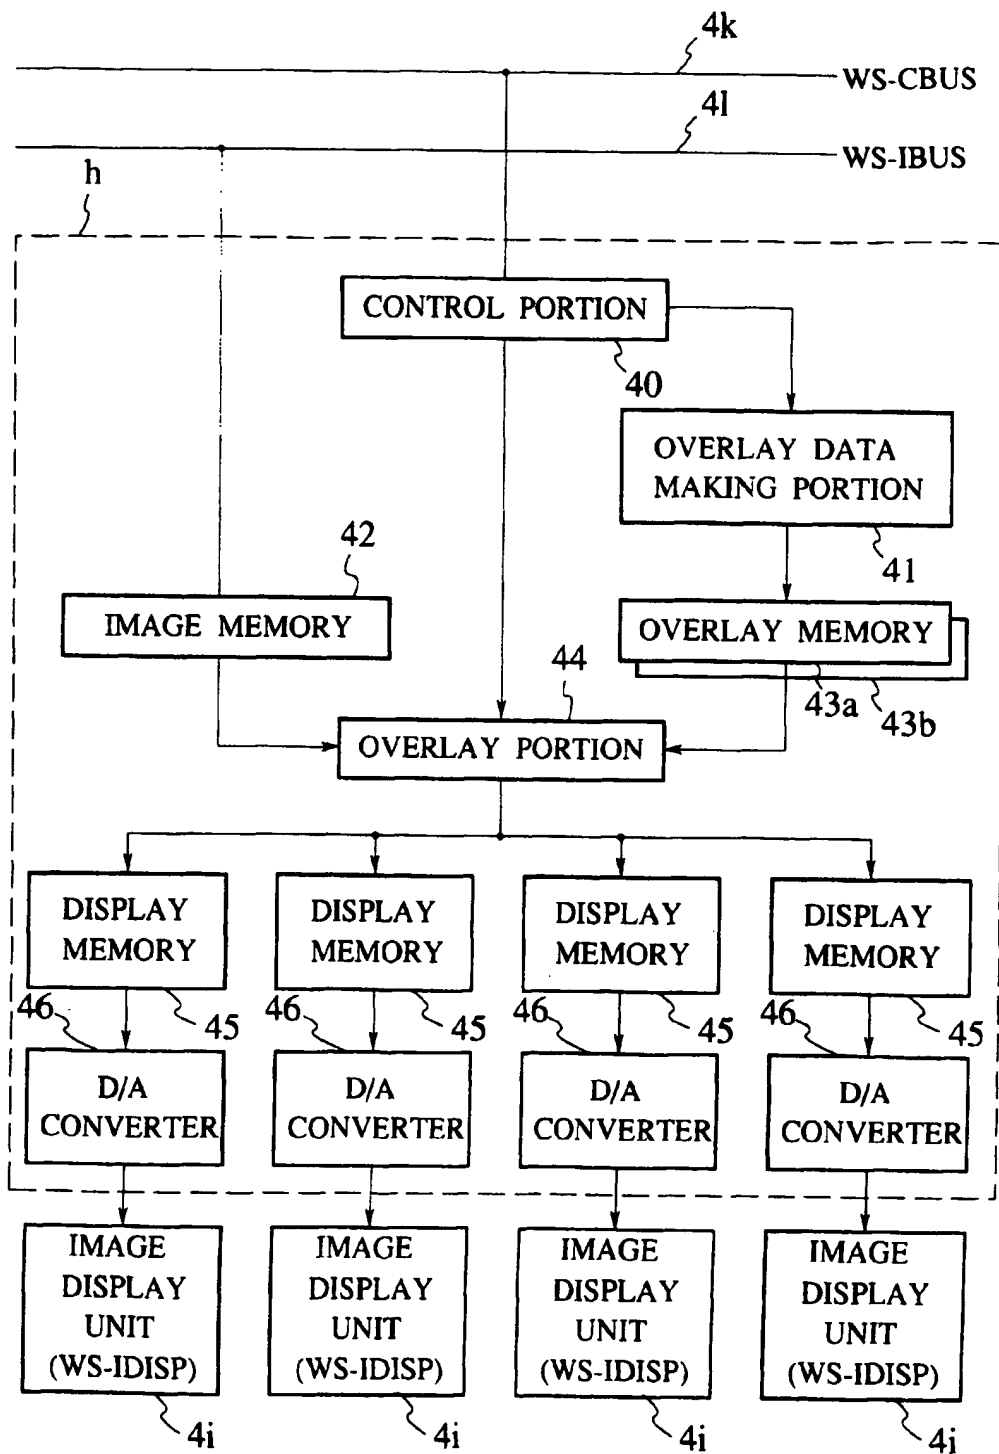 4k
WS-CBUS
4l
WS-IBUS
h
CONTROL PORTION
40
OVERLAY DATA
MAKING PORTION
41
42
IMAGE MEMORY
OVERLAY MEMORY
43a
43b
44
OVERLAY PORTION
DISPLAY
MEMORY
DISPLAY
MEMORY
DISPLAY
MEMORY
DISPLAY
MEMORY
46
45
46
45
46
45
46
45
D/A
CONVERTER
D/A
CONVERTER
D/A
CONVERTER
D/A
CONVERTER
IMAGE
DISPLAY
UNIT
(WS-IDISP)
IMAGE
DISPLAY
UNIT
(WS-IDISP)
IMAGE
DISPLAY
UNIT
(WS-IDISP)
IMAGE
DISPLAY
UNIT
(WS-IDISP)
4i
4i
4i
4i